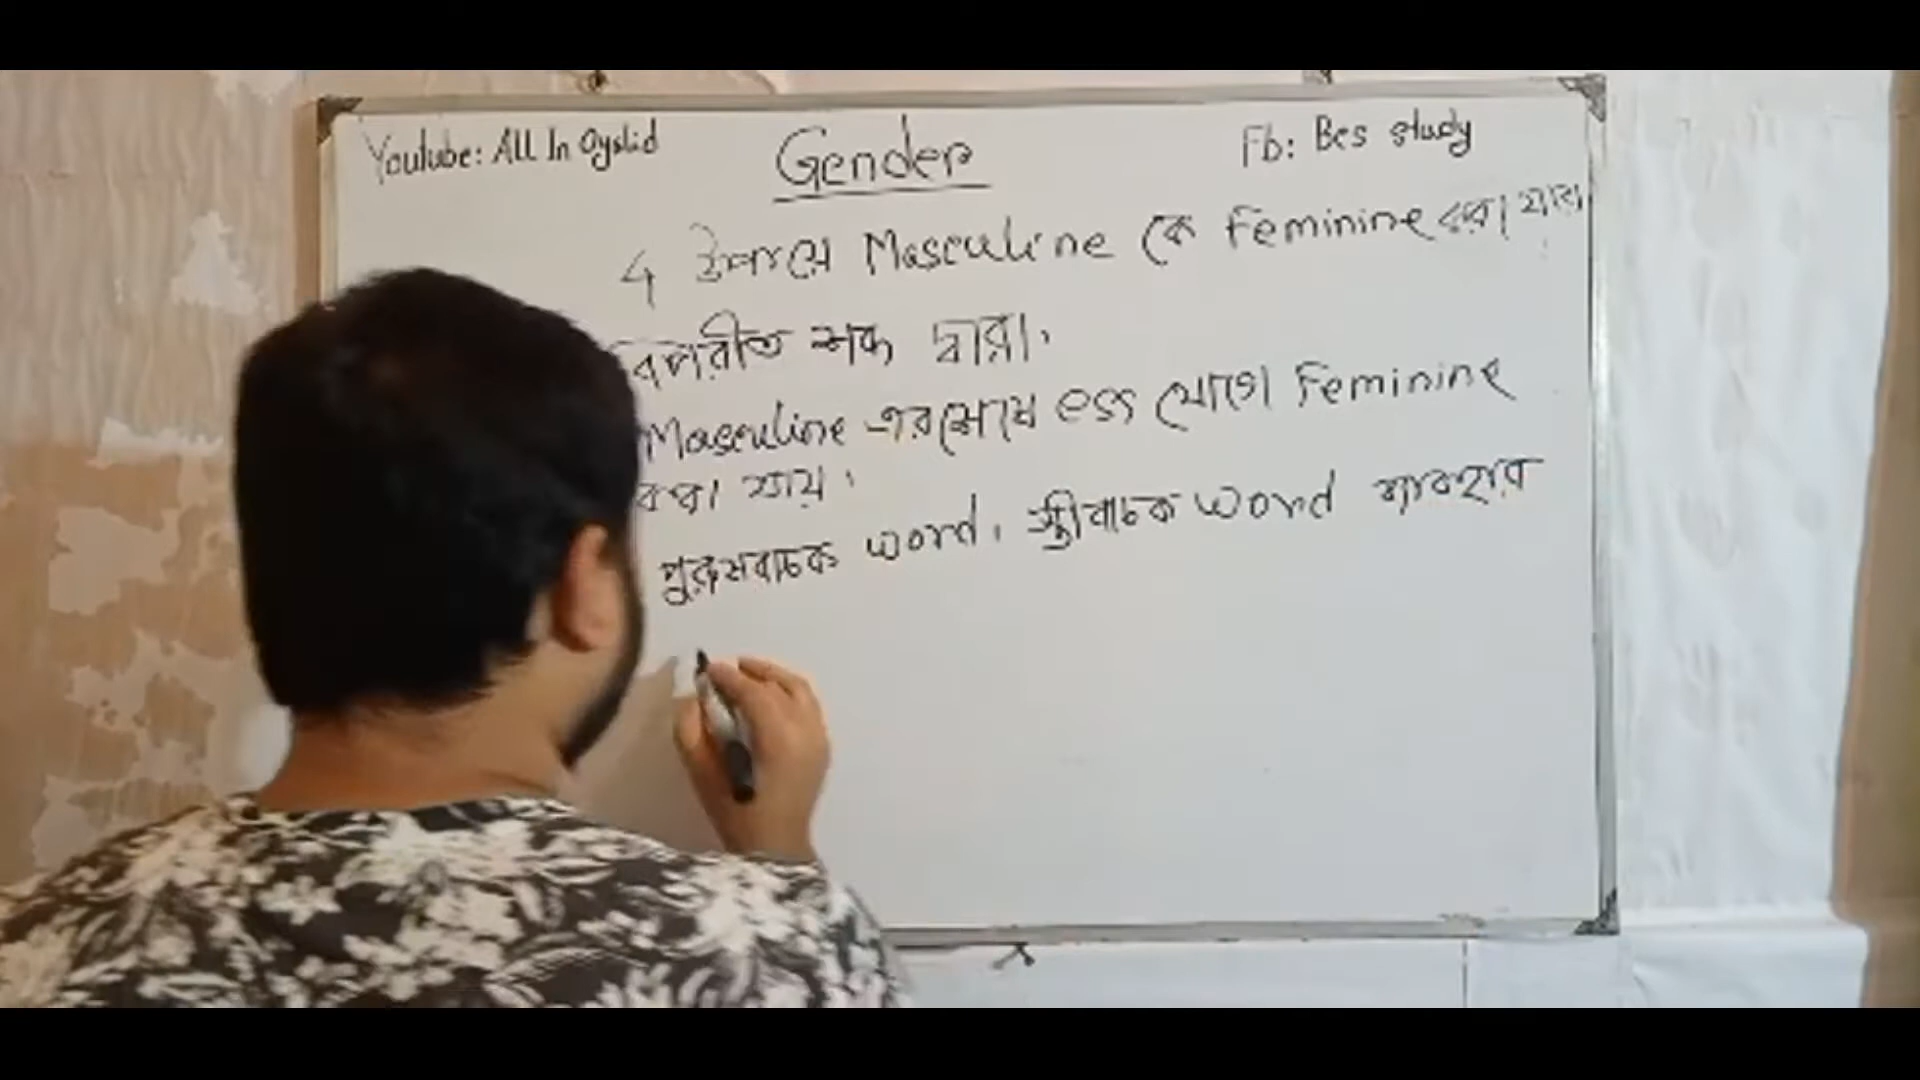 Youtube: All In Oyslid
Gender
Fb: Bcs study
4 উপায়ে Masculine কে Feminine করা যায়।
বিপরীত শব্দ দ্বারা।
Masculine এর শেষে ess যোগে Feminine
করা যায়।
পুরুষবাচক word, স্ত্রীবাচক word ব্যবহার